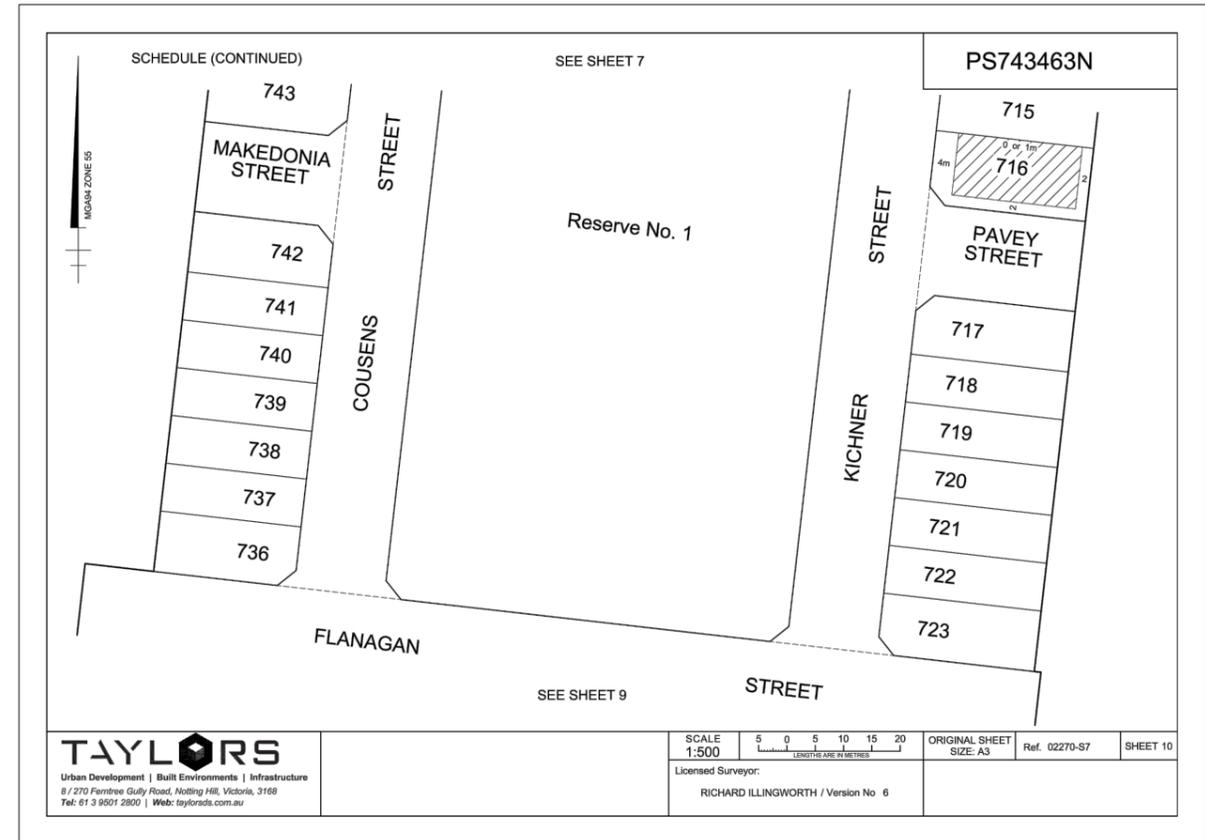 SCHEDULE (CONTINUED)
SEE SHEET 7
PS743463N
MGA94 ZONE 55
743
MAKEDONIA
STREET
742
741
740
739
738
737
736
STREET
COUSENS
Reserve No. 1
STREET
KICHNER
715
0 or 1m
4m
716
2
2
PAVEY
STREET
717
718
719
720
721
722
723
FLANAGAN
STREET
SEE SHEET 9
TAYLORS
Urban Development | Built Environments | Infrastructure
8 / 270 Ferntree Gully Road, Notting Hill, Victoria, 3168
Tel: 61 3 9501 2800 | Web: taylorsds.com.au
SCALE
1:500
5 0 5 10 15 20
LENGTHS ARE IN METRES
ORIGINAL SHEET
SIZE: A3
Ref. 02270-S7
SHEET 10
Licensed Surveyor:
RICHARD ILLINGWORTH / Version No 6